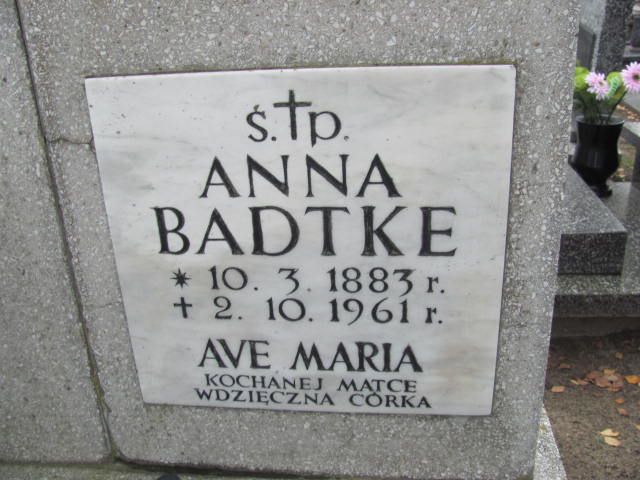 ś.†p.
ANNA
BADTKE
* 10. 3. 1883 r.
† 2. 10. 1961 r.
AVE MARIA
KOCHANEJ MATCE
WDZIĘCZNA CÓRKA